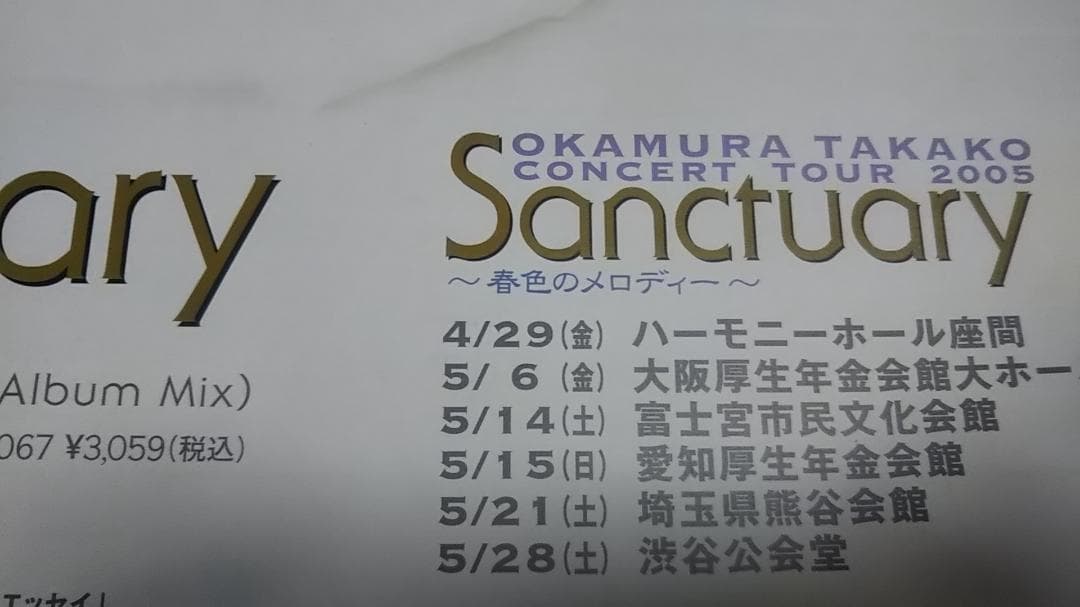 ary
Album Mix)
067 ¥3,059(税込)
エッセイ」
OKAMURA TAKAKO
CONCERT TOUR 2005
Sanctuary
～春色のメロディー～
4/29(金) ハーモニーホール座間
5/ 6 (金) 大阪厚生年金会館大ホー
5/14(土) 富士宮市民文化会館
5/15(日) 愛知厚生年金会館
5/21(土) 埼玉県熊谷会館
5/28(土) 渋谷公会堂